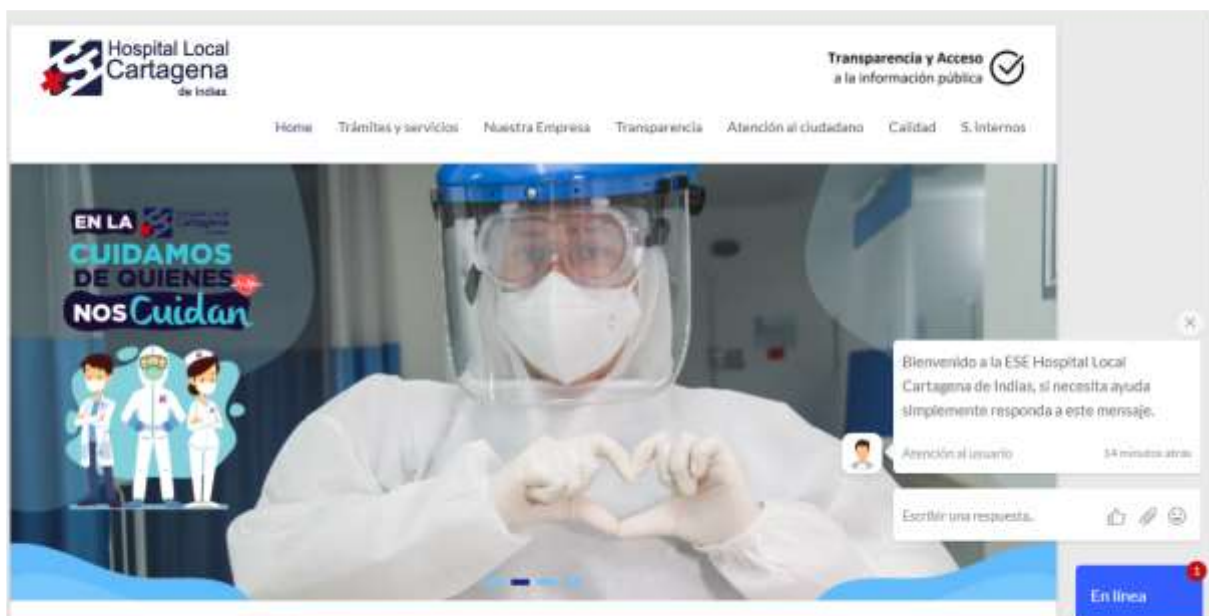 Hospital Local
Cartagena
de Indias
Transparencia y Acceso
a la información pública
Home Trámites y servicios Nuestra Empresa Transparencia Atención al ciudadano Calidad S. Internos
EN LA
CUIDAMOS
DE QUIENES
NOS Cuidan
Bienvenido a la ESE Hospital Local
Cartagena de Indias, si necesita ayuda
simplemente responda a este mensaje.
Atención al usuario 14 minutos atrás
Escribir una respuesta..
1
En línea